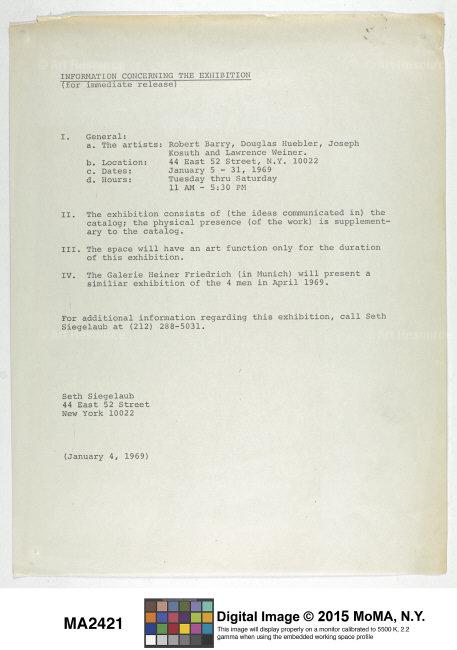 INFORMATION CONCERNING THE EXHIBITION
(for immediate release)
I. General:
a. The artists: Robert Barry, Douglas Huebler, Joseph
Kosuth and Lawrence Weiner.
b. Location: 44 East 52 Street, N.Y. 10022
c. Dates: January 5 - 31, 1969
d. Hours: Tuesday thru Saturday
11 AM - 5:30 PM
II. The exhibition consists of (the ideas communicated in) the
catalog; the physical presence (of the work) is supplement-
ary to the catalog.
III. The space will have an art function only for the duration
of this exhibition.
IV. The Galerie Heiner Friedrich (in Munich) will present a
similiar exhibition of the 4 men in April 1969.
For additional information regarding this exhibition, call Seth
Siegelaub at (212) 288-5031.
Seth Siegelaub
44 East 52 Street
New York 10022
(January 4, 1969)
MA2421
Digital Image © 2015 MoMA, N.Y.
This image will display properly on a monitor calibrated to 5500 K, 2.2
gamma when using the embedded working space profile